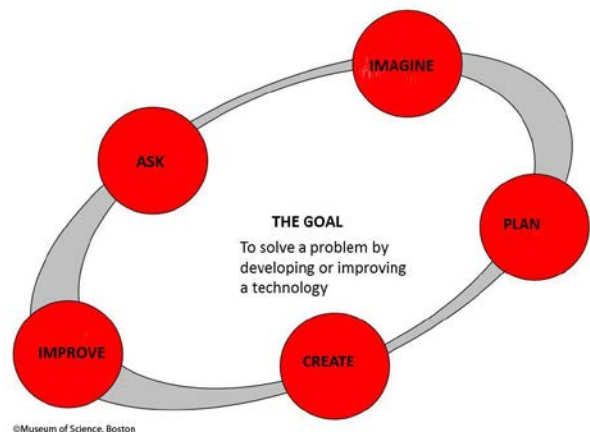 IMAGINE
ASK
PLAN
THE GOAL
To solve a problem by
developing or improving
a technology
IMPROVE
CREATE
©Museum of Science, Boston